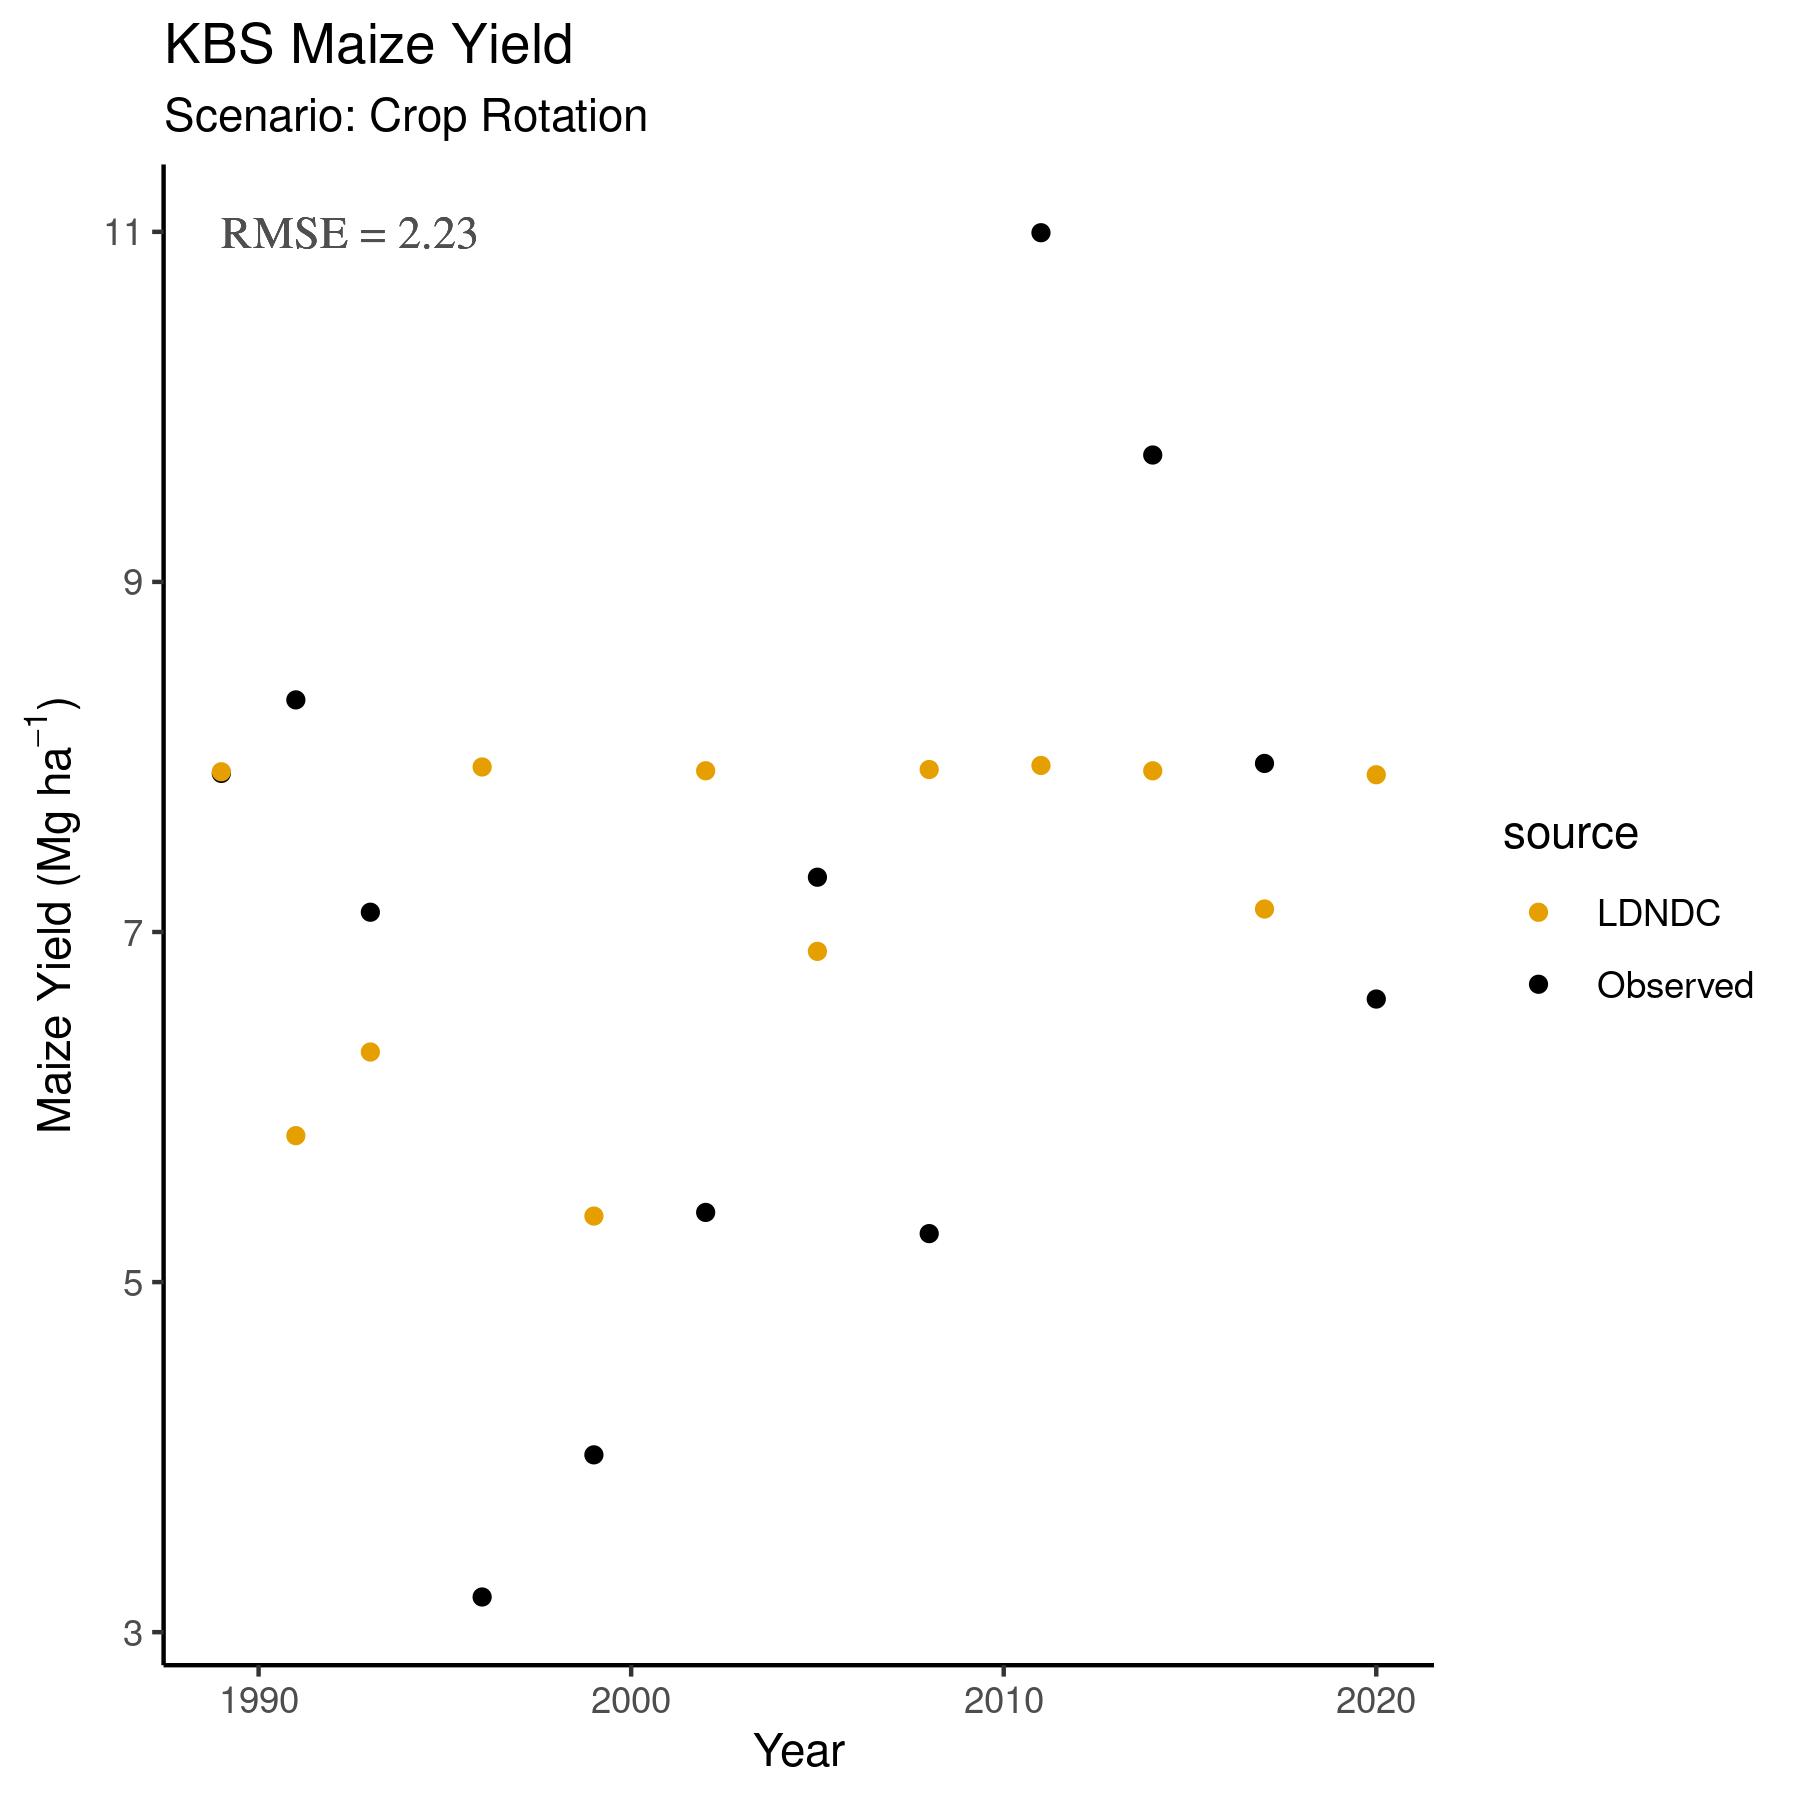 KBS Maize Yield
Scenario: Crop Rotation
RMSE = 2.23
11
9
7
5
3
Maize Yield (Mg ha⁻¹)
1990 2000 2010 2020
Year
source
LDNDC
Observed